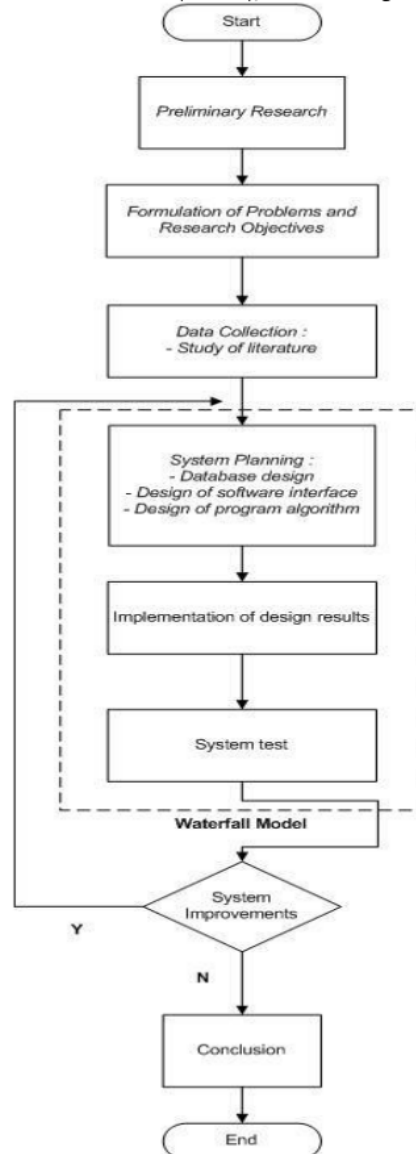 Start
Preliminary Research
Formulation of Problems and
Research Objectives
Data Collection :
- Study of literature
System Planning :
- Database design
- Design of software interface
- Design of program algorithm
Implementation of design results
System test
Waterfall Model
System
Improvements
Y
N
Conclusion
End